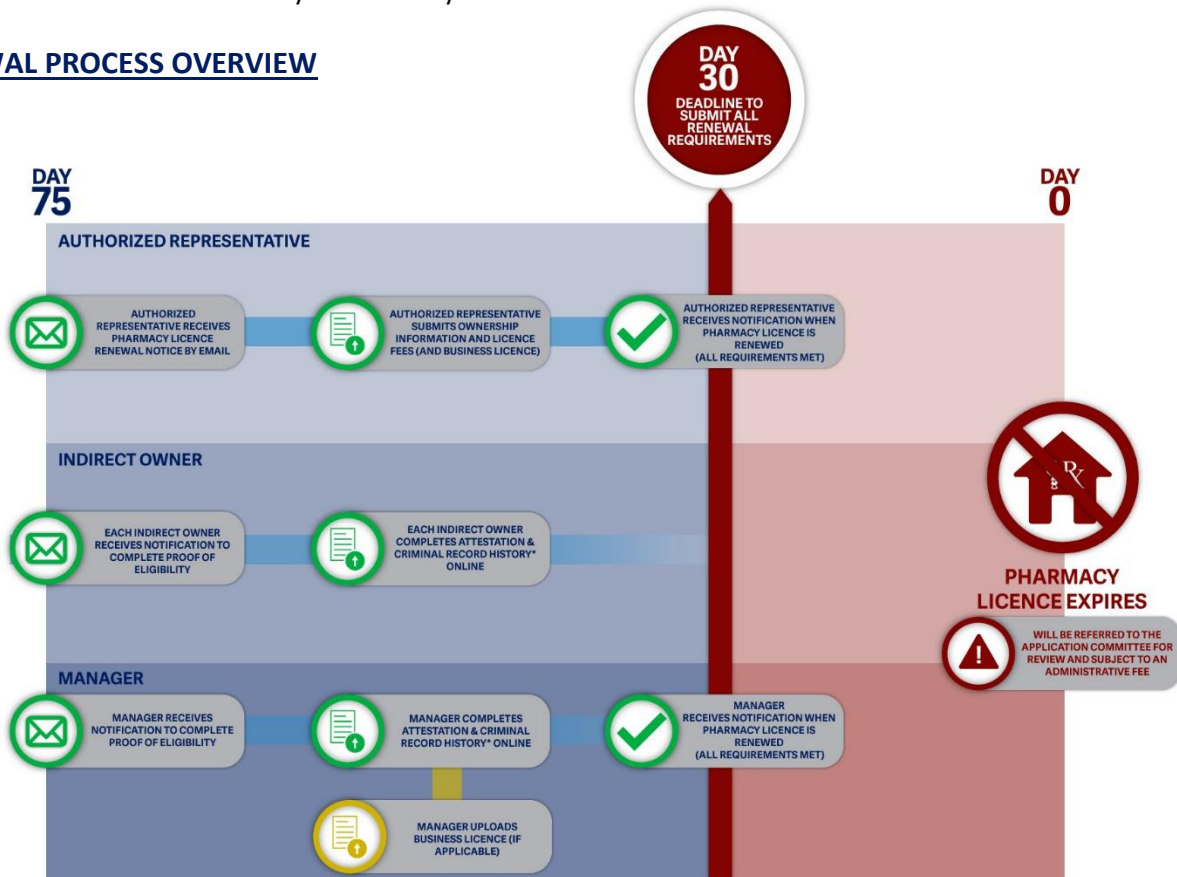 WAL PROCESS OVERVIEW
DAY
30
DEADLINE TO
SUBMIT ALL
RENEWAL
REQUIREMENTS
DAY
75
DAY
0
AUTHORIZED REPRESENTATIVE
AUTHORIZED
REPRESENTATIVE RECEIVES
PHARMACY LICENCE
RENEWAL NOTICE BY EMAIL
AUTHORIZED REPRESENTATIVE
SUBMITS OWNERSHIP
INFORMATION AND LICENCE
FEES (AND BUSINESS LICENCE)
AUTHORIZED REPRESENTATIVE
RECEIVES NOTIFICATION WHEN
PHARMACY LICENCE IS
RENEWED
(ALL REQUIREMENTS MET)
INDIRECT OWNER
EACH INDIRECT OWNER
RECEIVES NOTIFICATION TO
COMPLETE PROOF OF
ELIGIBILITY
EACH INDIRECT OWNER
COMPLETES ATTESTATION &
CRIMINAL RECORD HISTORY*
ONLINE
PHARMACY
LICENCE EXPIRES
WILL BE REFERRED TO THE
APPLICATION COMMITTEE FOR
REVIEW AND SUBJECT TO AN
ADMINISTRATIVE FEE
MANAGER
MANAGER RECEIVES
NOTIFICATION TO COMPLETE
PROOF OF ELIGIBILITY
MANAGER COMPLETES
ATTESTATION & CRIMINAL
RECORD HISTORY* ONLINE
MANAGER
RECEIVES NOTIFICATION WHEN
PHARMACY LICENCE IS
RENEWED
(ALL REQUIREMENTS MET)
MANAGER UPLOADS
BUSINESS LICENCE (IF
APPLICABLE)